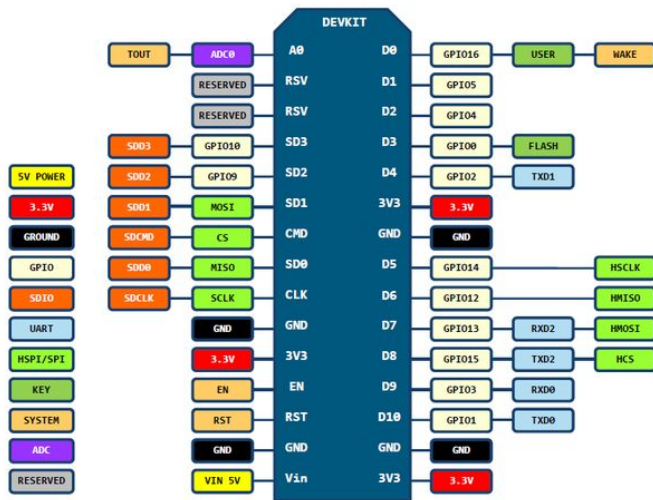 DEVKIT
TOUT ADC0 A0 D0 GPIO16 USER WAKE
RESERVED RSV D1 GPIO5
RESERVED RSV D2 GPIO4
SDD3 GPIO10 SD3 D3 GPIO0 FLASH
5V POWER SDD2 GPIO9 SD2 D4 GPIO2 TXD1
3.3V SDD1 MOSI SD1 3V3 3.3V
GROUND SDCMD CS CMD GND GND
GPIO SDD0 MISO SD0 D5 GPIO14 HSCLK
SDIO SDCLK SCLK CLK D6 GPIO12 HMISO
UART GND GND D7 GPIO13 RXD2 HMOSI
HSPI/SPI 3.3V 3V3 D8 GPIO15 TXD2 HCS
KEY EN EN D9 GPIO3 RXD0
SYSTEM RST RST D10 GPIO1 TXD0
ADC GND GND GND GND
RESERVED VIN 5V Vin 3V3 3.3V